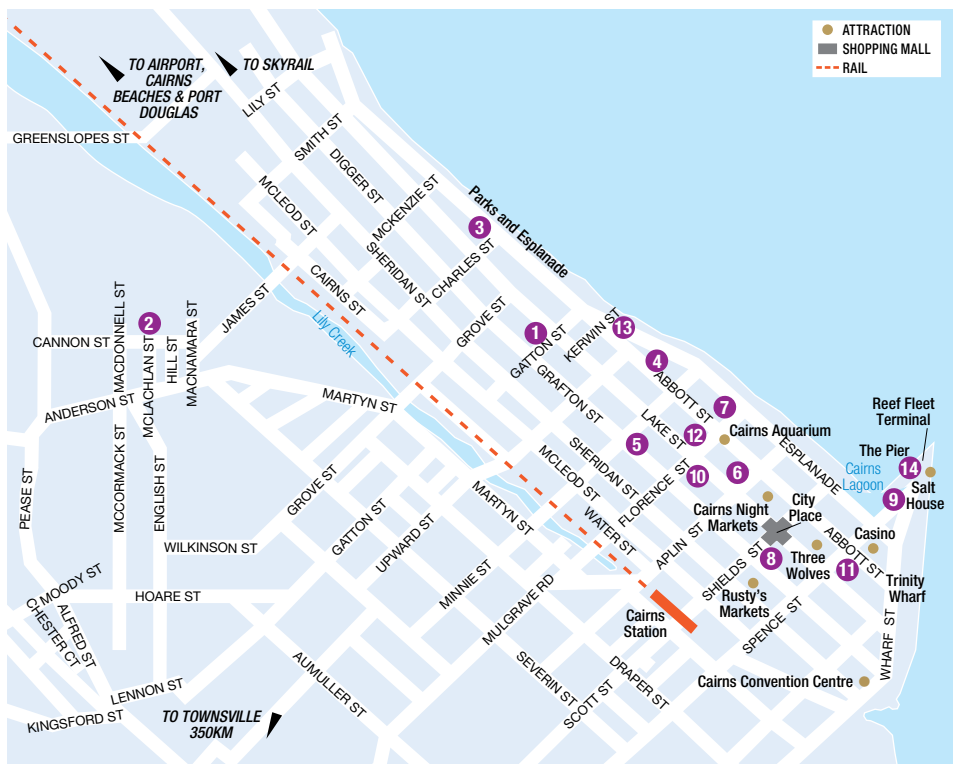 ATTRACTION
SHOPPING MALL
RAIL
TO AIRPORT,
CAIRNS
BEACHES & PORT
DOUGLAS
TO SKYRAIL
LILY ST
GREENSLOPES ST
SMITH ST
DIGGER ST
MCLEOD ST
MCKENZIE ST
Parks and Esplanade
3
SHERIDAN ST
CHARLES ST
CAIRNS ST
JAMES ST
Lily Creek
MACDONNELL ST
2
CANNON ST
MCLACHLAN ST
HILL ST
MACNAMARA ST
GROVE ST
1
GATTON ST
KERWIN ST
13
4
GRAFTON ST
ABBOTT ST
7
ANDERSON ST
MARTYN ST
LAKE ST
12
Cairns Aquarium
ESPLANADE
Reef Fleet
Terminal
The Pier
14
Cairns
Lagoon
Salt
House
9
5
SHERIDAN ST
MCLEOD ST
FLORENCE ST
10
6
PEASE ST
MCCORMACK ST
ENGLISH ST
GROVE ST
MARTYN ST
WATER ST
Cairns Night
Markets
City
Place
GATTON ST
UPWARD ST
WILKINSON ST
APLIN ST
SHIELDS ST
8
Three
Wolves
ABBOTT ST
11
Casino
MOODY ST
MINNIE ST
MULGRAVE RD
Rusty's
Markets
Trinity
Wharf
HOARE ST
CHESTER CT
ALFRED ST
Cairns
Station
SPENCE ST
WHARF ST
AUMULLER ST
SEVERIN ST
DRAPER ST
SCOTT ST
Cairns Convention Centre
LENNON ST
KINGSFORD ST
TO TOWNSVILLE
350KM